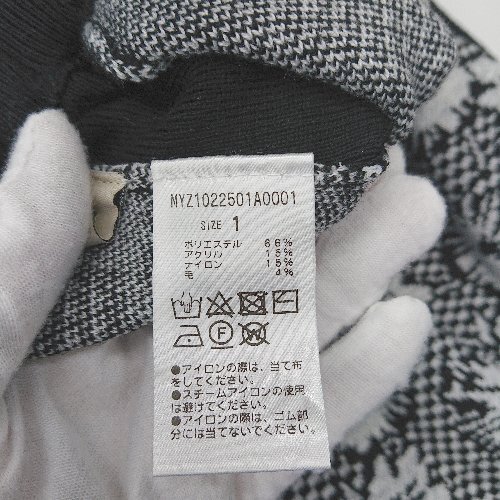 NYZ1022501A0001
SIZE 1
ポリエステル 66%
アクリル 15%
ナイロン 15%
毛 4%
●アイロンの際は、当て布
をしてください。
●スチームアイロンの使用
は避けてください。
●アイロンの際は、ゴム部
分には当てないでください。